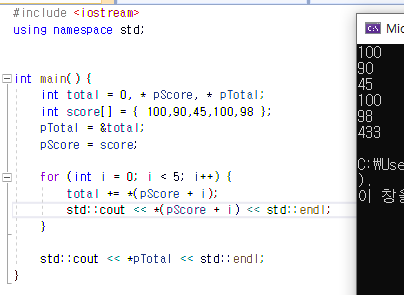 #include <iostream>
using namespace std;
int main() {
int total = 0, * pScore, * pTotal;
int score[] = { 100,90,45,100,98 };
pTotal = &total;
pScore = score;
for (int i = 0; i < 5; i++) {
total += *(pScore + i);
std::cout << *(pScore + i) << std::endl;
}
std::cout << *pTotal << std::endl;
}
C:\ Mic
100
90
45
100
98
433
C:₩Use
).
이 창을